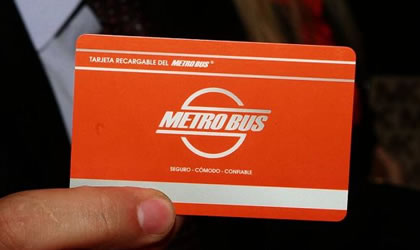 TARJETA RECARGABLE DEL METRO BUS®
METRO BUS
SEGURO - CÓMODO - CONFIABLE